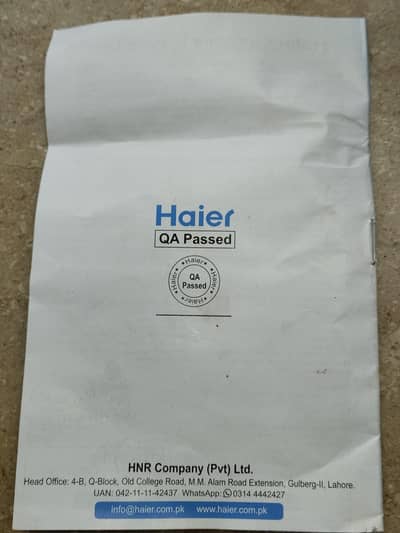 Haier
QA Passed
Haier Haier Haier Haier
QA
Passed
HNR Company (Pvt) Ltd.
Head Office: 4-B, Q-Block, Old College Road, M.M. Alam Road Extension, Gulberg-II, Lahore.
UAN: 042-11-11-42437 WhatsApp: 0314 4442427
info@haier.com.pk www.haier.com.pk